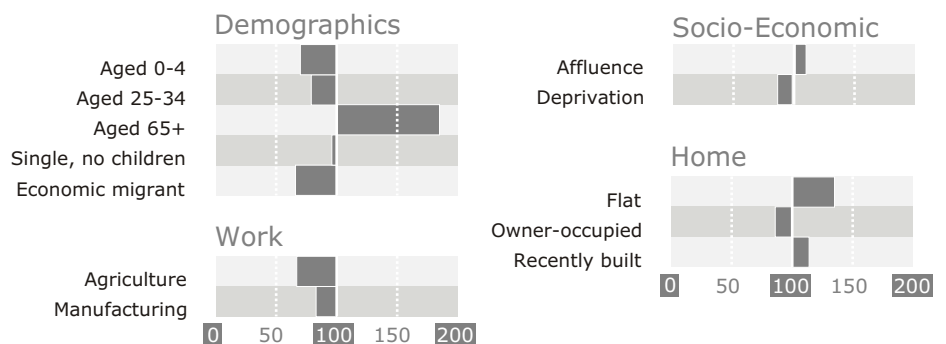 Demographics
Aged 0-4
Aged 25-34
Aged 65+
Single, no children
Economic migrant
Work
Agriculture
Manufacturing
0 50 100 150 200
Socio-Economic
Affluence
Deprivation
Home
Flat
Owner-occupied
Recently built
0 50 100 150 200